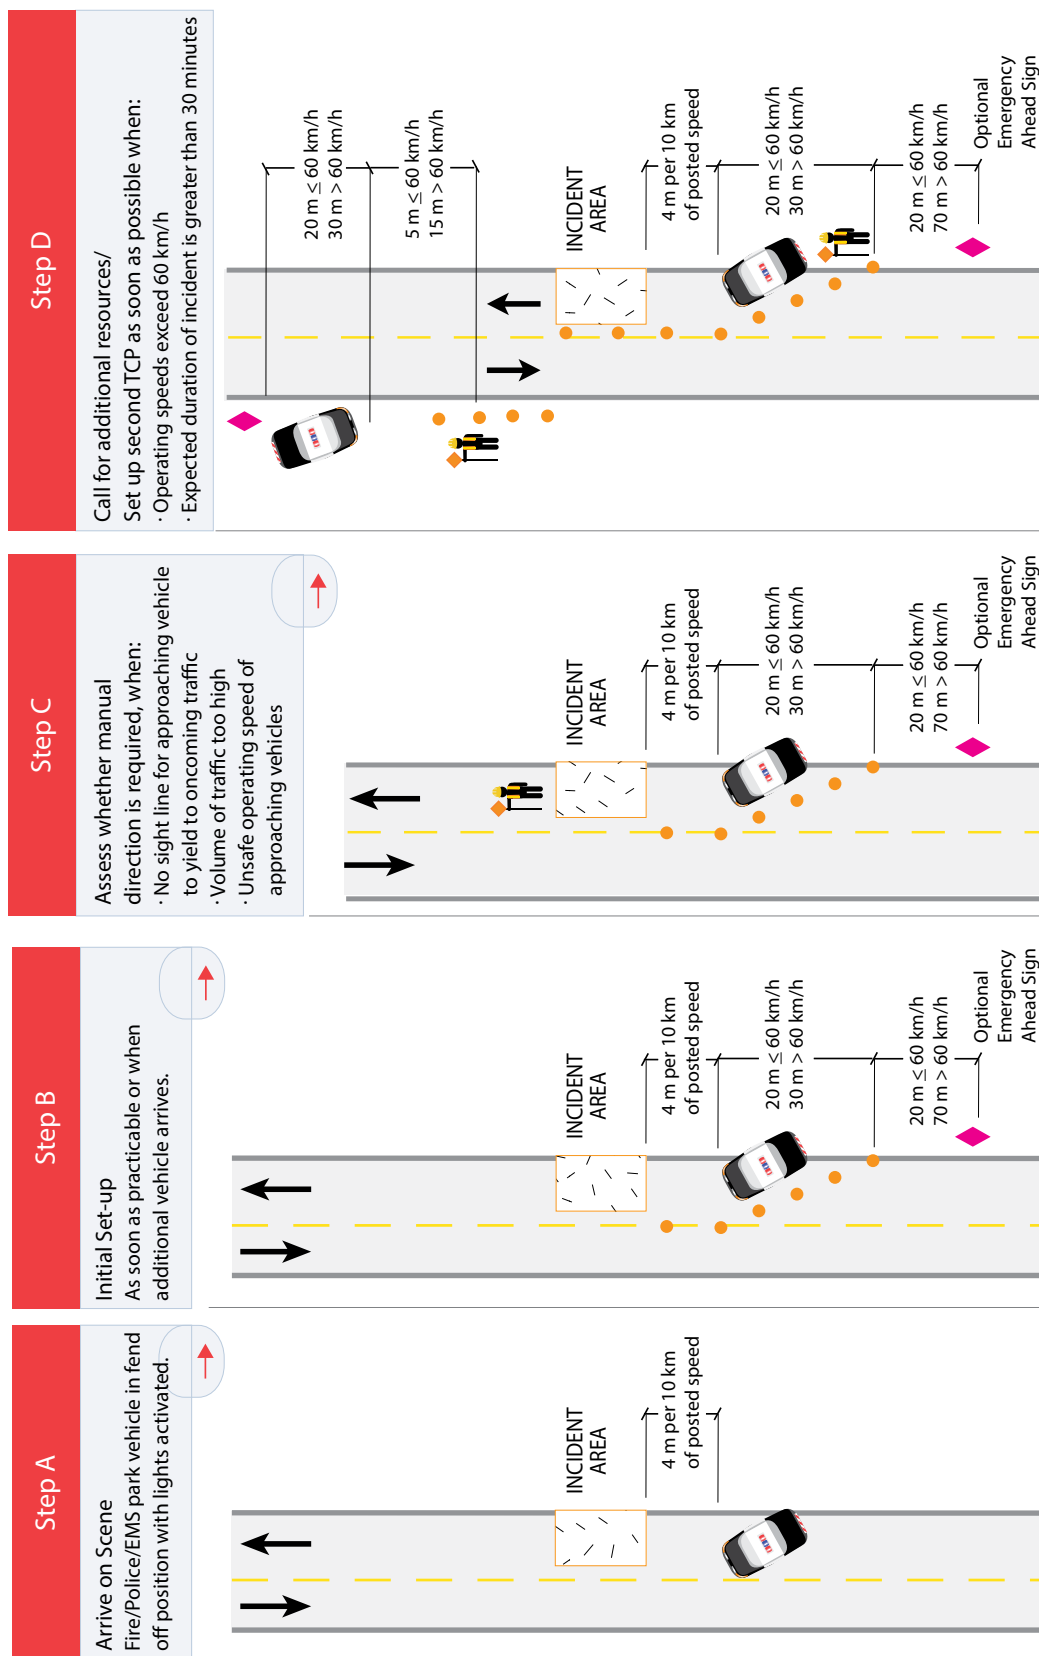 Step A
Arrive on Scene
Fire/Police/EMS park vehicle in fend
off position with lights activated.
INCIDENT
AREA
4 m per 10 km
of posted speed
Step B
Initial Set-up
As soon as practicable or when
additional vehicle arrives.
INCIDENT
AREA
4 m per 10 km
of posted speed
20 m ≤ 60 km/h
30 m > 60 km/h
20 m ≤ 60 km/h
70 m > 60 km/h
Optional
Emergency
Ahead Sign
Step C
Assess whether manual
direction is required, when:
· No sight line for approaching vehicle
to yield to oncoming traffic
· Volume of traffic too high
· Unsafe operating speed of
approaching vehicles
INCIDENT
AREA
4 m per 10 km
of posted speed
20 m ≤ 60 km/h
30 m > 60 km/h
20 m ≤ 60 km/h
70 m > 60 km/h
Optional
Emergency
Ahead Sign
Step D
Call for additional resources/
Set up second TCP as soon as possible when:
· Operating speeds exceed 60 km/h
· Expected duration of incident is greater than 30 minutes
20 m ≤ 60 km/h
30 m > 60 km/h
5 m ≤ 60 km/h
15 m > 60 km/h
INCIDENT
AREA
4 m per 10 km
of posted speed
20 m ≤ 60 km/h
30 m > 60 km/h
20 m ≤ 60 km/h
70 m > 60 km/h
Optional
Emergency
Ahead Sign